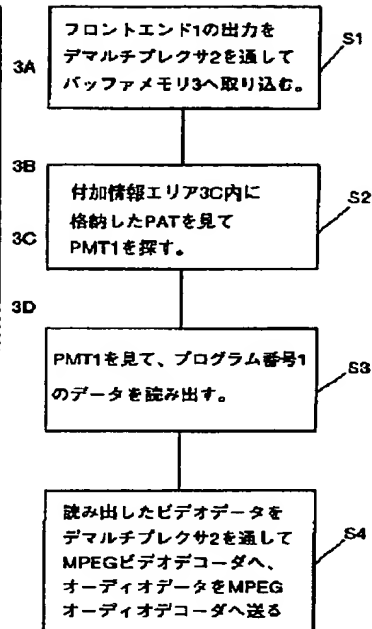 フロントエンド1の出力を
デマルチプレクサ2を通して
バッファメモリ3へ取り込む。
S1
3A
3B
付加情報エリア3C内に
格納したPATを見て
PMT1を探す。
S2
3C
3D
PMT1を見て、プログラム番号1
のデータを読み出す。
S3
読み出したビデオデータを
デマルチプレクサ2を通して
MPEGビデオデコーダへ、
オーディオデータをMPEG
オーディオデコーダへ送る
S4